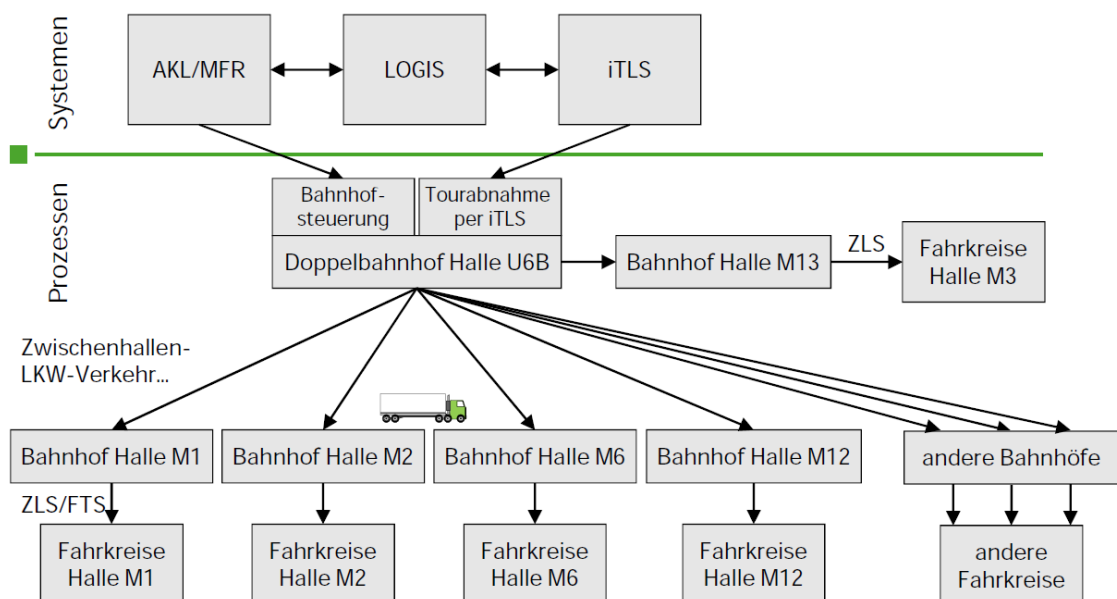 Systemen
AKL/MFR
LOGIS
iTLS
Prozessen
Bahnhof-
steuerung
Tourabnahme
per iTLS
Doppelbahnhof Halle U6B
Bahnhof Halle M13
ZLS
Fahrkreise
Halle M3
Zwischenhallen-
LKW-Verkehr...
Bahnhof Halle M1
Bahnhof Halle M2
Bahnhof Halle M6
Bahnhof Halle M12
andere Bahnhöfe
ZLS/FTS
Fahrkreise
Halle M1
Fahrkreise
Halle M2
Fahrkreise
Halle M6
Fahrkreise
Halle M12
andere
Fahrkreise